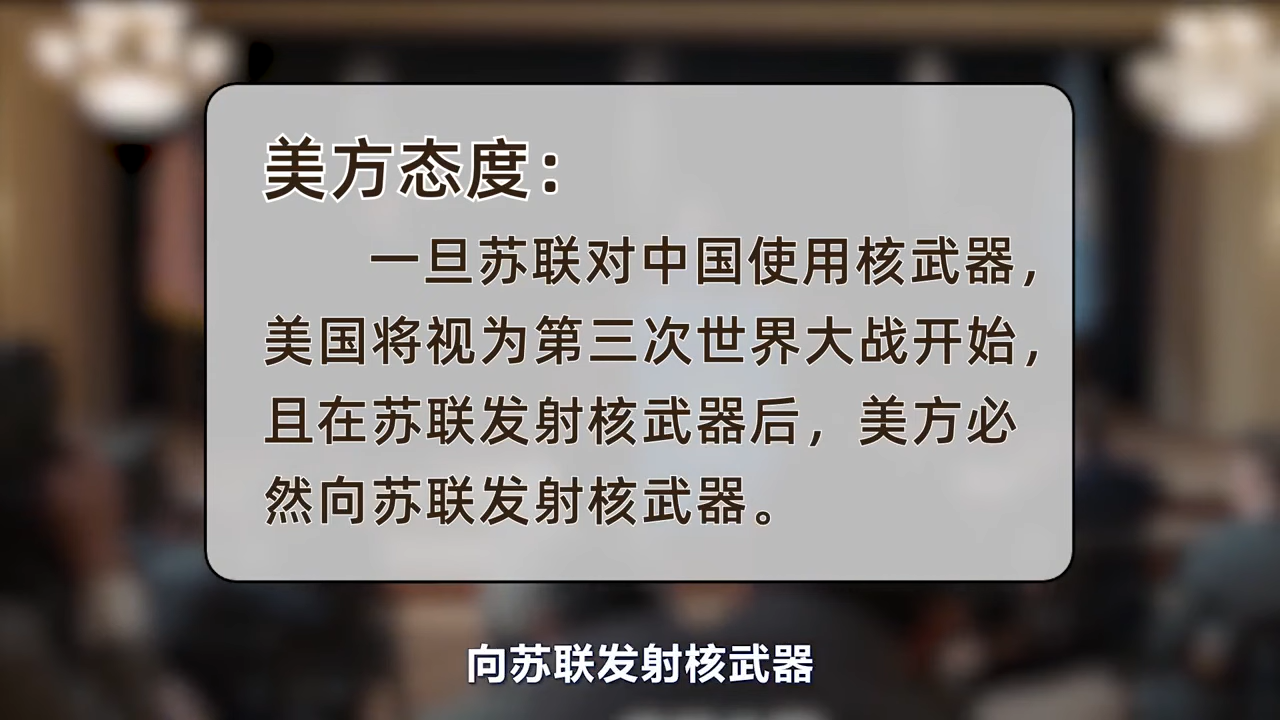 美方态度：
一旦苏联对中国使用核武器，
美国将视为第三次世界大战开始，
且在苏联发射核武器后，美方必
然向苏联发射核武器。
向苏联发射核武器